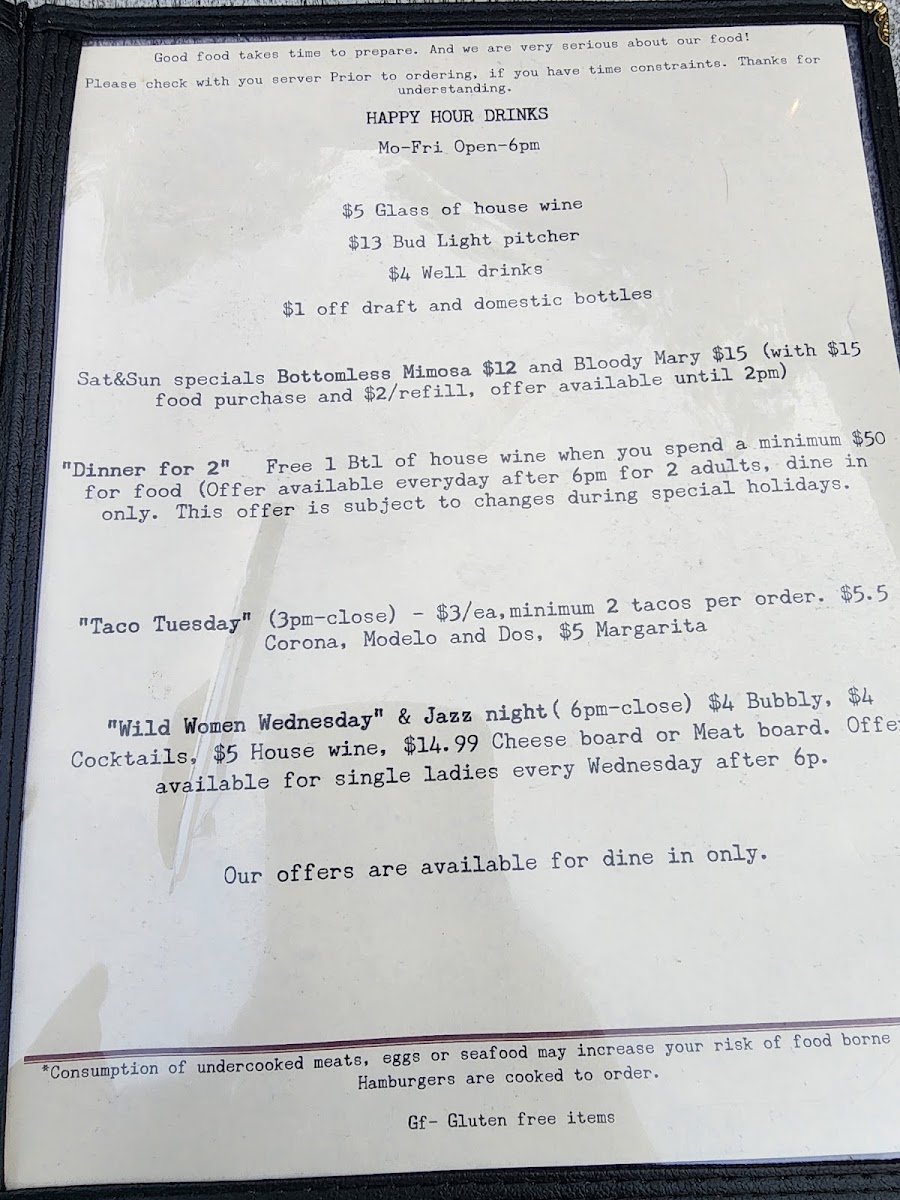 Good food takes time to prepare. And we are very serious about our food!
Please check with you server Prior to ordering, if you have time constraints. Thanks for
understanding.
HAPPY HOUR DRINKS
Mo-Fri Open-6pm
$5 Glass of house wine
$13 Bud Light pitcher
$4 Well drinks
$1 off draft and domestic bottles
Sat&Sun specials Bottomless Mimosa $12 and Bloody Mary $15 (with $15
food purchase and $2/refill, offer available until 2pm)
"Dinner for 2" Free 1 Btl of house wine when you spend a minimum $50
for food (Offer available everyday after 6pm for 2 adults, dine in
only. This offer is subject to changes during special holidays.
"Taco Tuesday" (3pm-close) - $3/ea,minimum 2 tacos per order. $5.5
Corona, Modelo and Dos, $5 Margarita
"Wild Women Wednesday" & Jazz night( 6pm-close) $4 Bubbly, $4
Cocktails, $5 House wine, $14.99 Cheese board or Meat board. Offe
available for single ladies every Wednesday after 6p.
Our offers are available for dine in only.
*Consumption of undercooked meats, eggs or seafood may increase your risk of food borne
Hamburgers are cooked to order.
Gf- Gluten free items